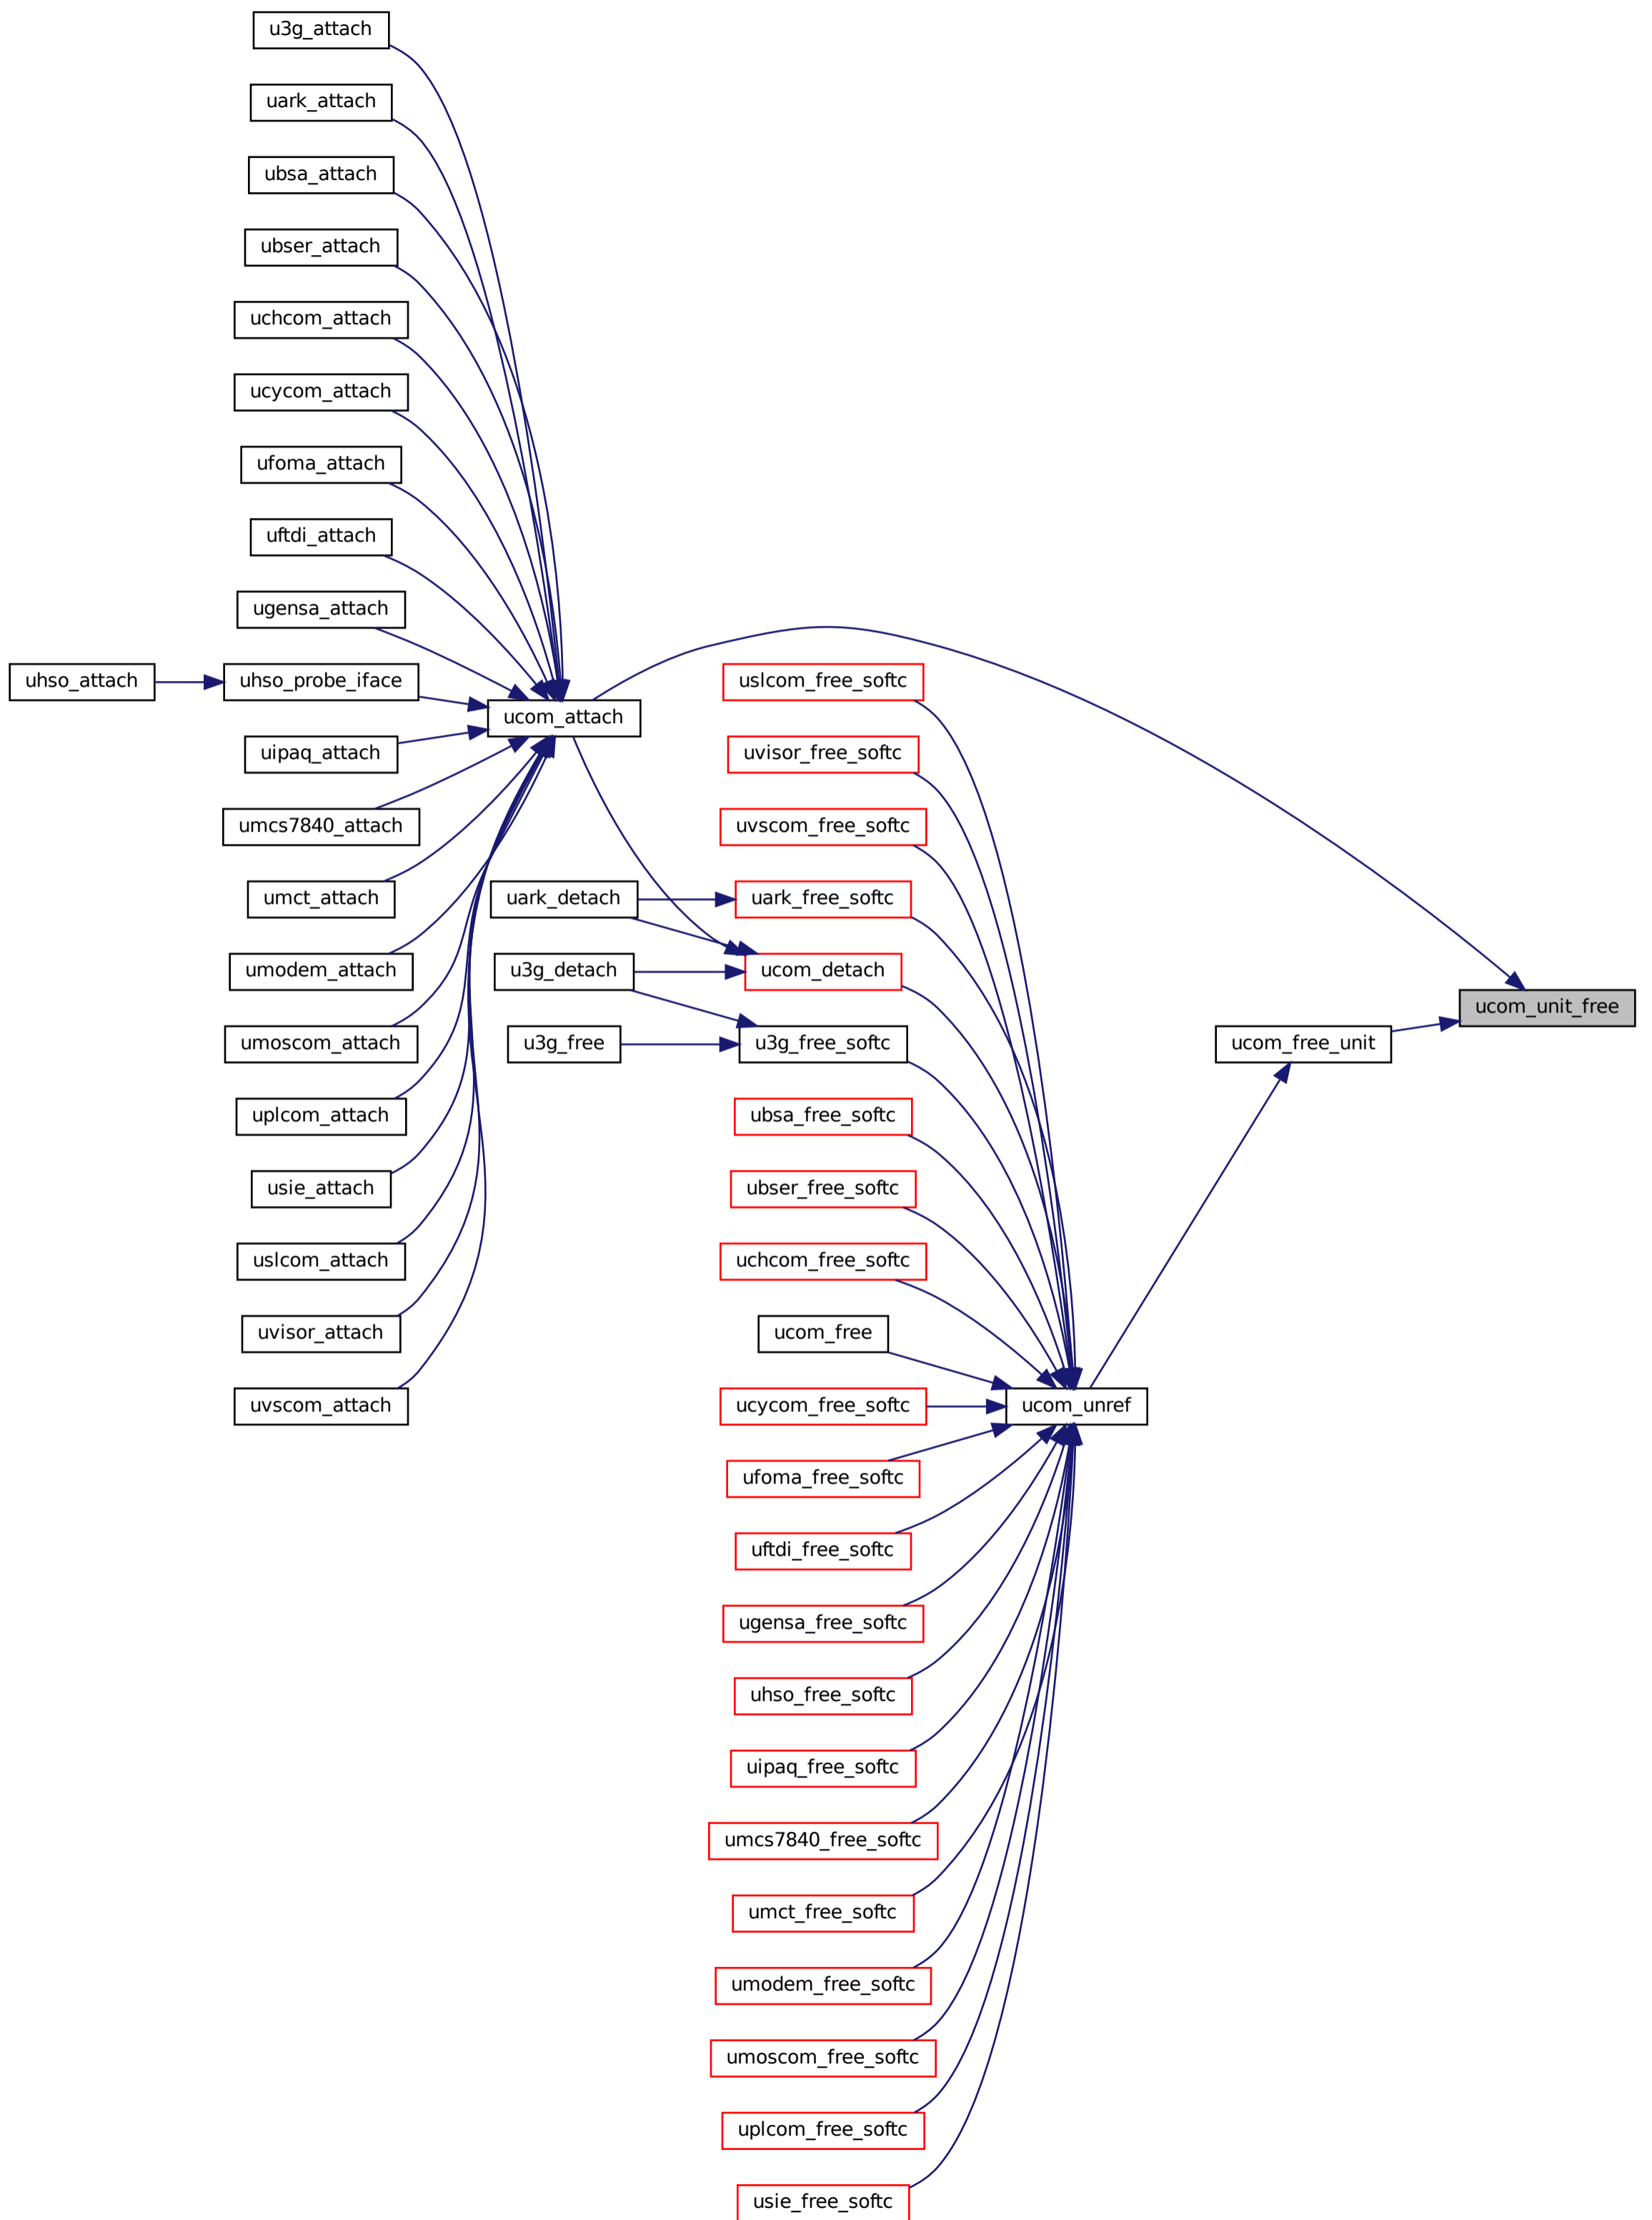 u3g_attach
uark_attach
ubsa_attach
ubser_attach
uchcom_attach
ucycom_attach
ufoma_attach
uftdi_attach
ugensa_attach
uhso_attach
uhso_probe_iface
uipaq_attach
umcs7840_attach
umct_attach
umodem_attach
umoscom_attach
uplcom_attach
usie_attach
uslcom_attach
uvisor_attach
uvscom_attach
ucom_attach
uark_detach
u3g_detach
u3g_free
uslcom_free_softc
uvisor_free_softc
uvscom_free_softc
uark_free_softc
ucom_detach
u3g_free_softc
ubsa_free_softc
ubser_free_softc
uchcom_free_softc
ucom_free
ucycom_free_softc
ufoma_free_softc
uftdi_free_softc
ugensa_free_softc
uhso_free_softc
uipaq_free_softc
umcs7840_free_softc
umct_free_softc
umodem_free_softc
umoscom_free_softc
uplcom_free_softc
usie_free_softc
ucom_unref
ucom_free_unit
ucom_unit_free